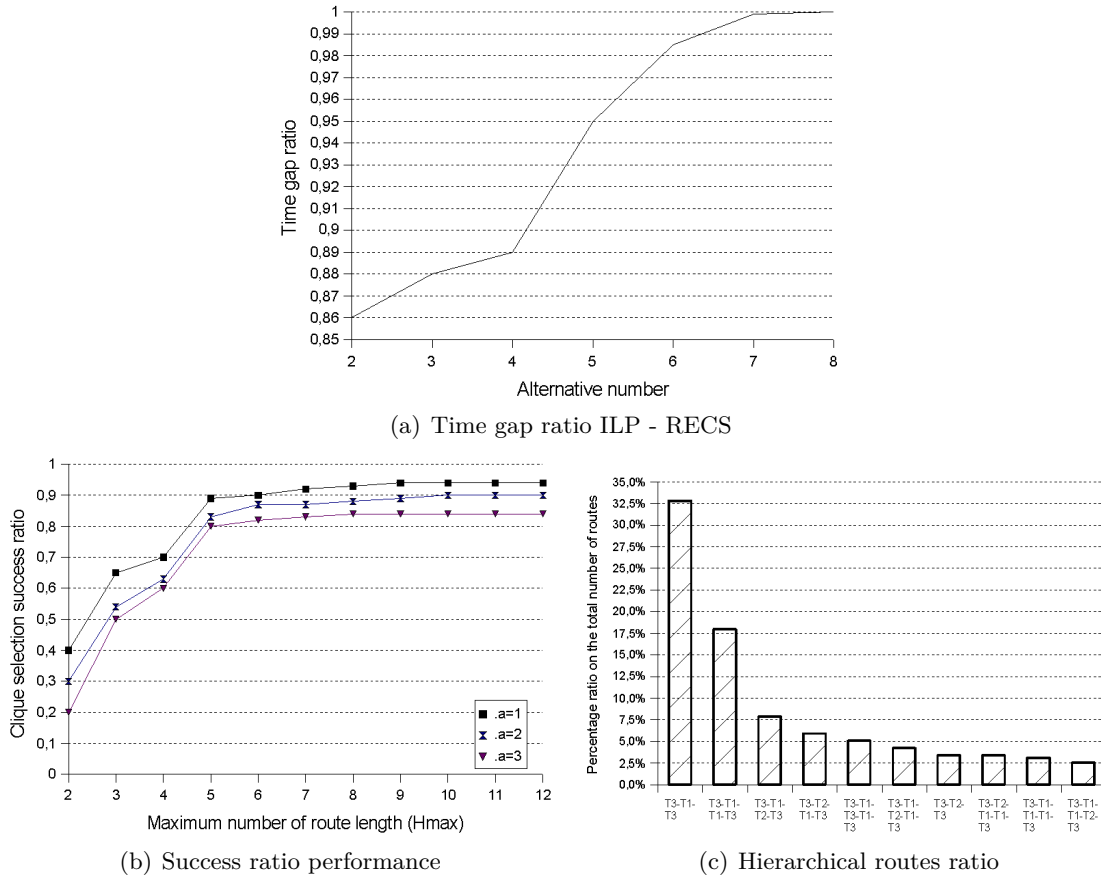 1
0,99
0,98
0,97
0,96
0,95
0,94
0,93
0,92
0,91
0,9
0,89
0,88
0,87
0,86
0,85
Time gap ratio
2 3 4 5 6 7 8
Alternative number
(a) Time gap ratio ILP - RECS
1
0,9
0,8
0,7
0,6
0,5
0,4
0,3
0,2
0,1
0
Clique selection success ratio
.a=1
.a=2
.a=3
2 3 4 5 6 7 8 9 10 11 12
Maximum number of route length (Hmax)
(b) Success ratio performance
35,0%
32,5%
30,0%
27,5%
25,0%
22,5%
20,0%
17,5%
15,0%
12,5%
10,0%
7,5%
5,0%
2,5%
0,0%
Percentage ratio on the total number of routes
T3-T1-
T3
T3-T1-
T1-T3
T3-T1-
T2-T3
T3-T2-
T1-T3
T3-T1-
T3-T1-
T3
T3-T1-
T2-T1-
T3
T3-T2-
T3
T3-T2-
T1-T1-
T3
T3-T1-
T1-T1-
T3
T3-T1-
T1-T2-
T3
(c) Hierarchical routes ratio